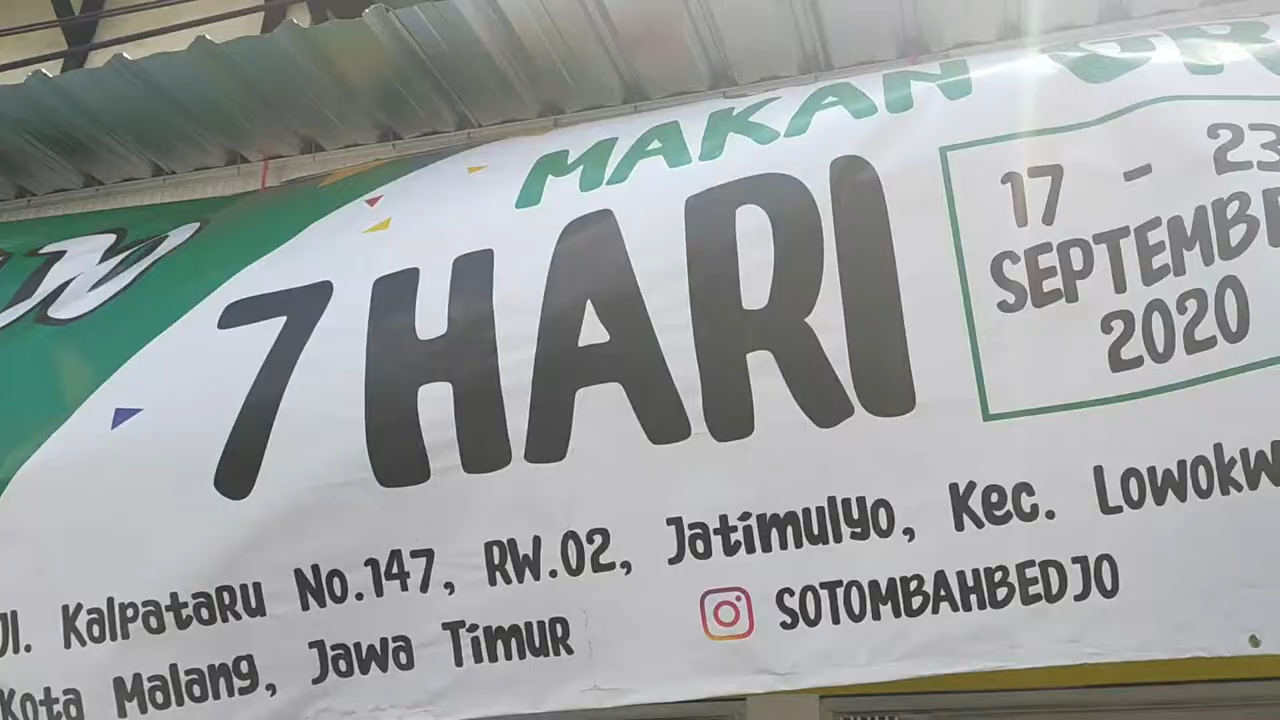 MAKAN
7 HARI
17 - 23
SEPTEMBE
2020
Jl. Kalpataru No.147, RW.02, Jatimulyo, Kec. Lowokw
Kota Malang, Jawa Timur
SOTOMBAHBEDJO